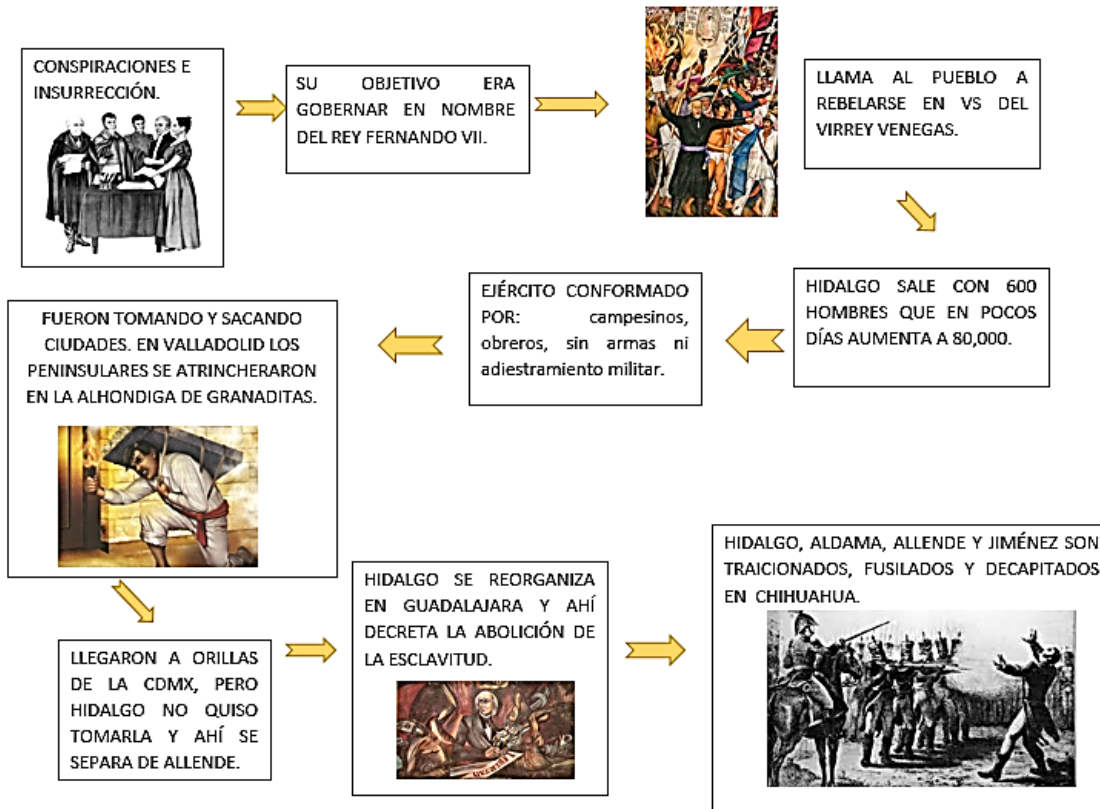 CONSPIRACIONES E
INSURRECCIÓN.
SU OBJETIVO ERA
GOBERNAR EN NOMBRE
DEL REY FERNANDO VII.
LLAMA AL PUEBLO A
REBELARSE EN VS DEL
VIRREY VENEGAS.
HIDALGO SALE CON 600
HOMBRES QUE EN POCOS
DÍAS AUMENTA A 80,000.
EJÉRCITO CONFORMADO
POR: campesinos,
obreros, sin armas ni
adiestramiento militar.
FUERON TOMANDO Y SACANDO
CIUDADES. EN VALLADOLID LOS
PENINSULARES SE ATRINCHERARON
EN LA ALHONDIGA DE GRANADITAS.
LLEGARON A ORILLAS
DE LA CDMX, PERO
HIDALGO NO QUISO
TOMARLA Y AHÍ SE
SEPARA DE ALLENDE.
HIDALGO SE REORGANIZA
EN GUADALAJARA Y AHÍ
DECRETA LA ABOLICIÓN DE
LA ESCLAVITUD.
HIDALGO, ALDAMA, ALLENDE Y JIMÉNEZ SON
TRAICIONADOS, FUSILADOS Y DECAPITADOS
EN CHIHUAHUA.